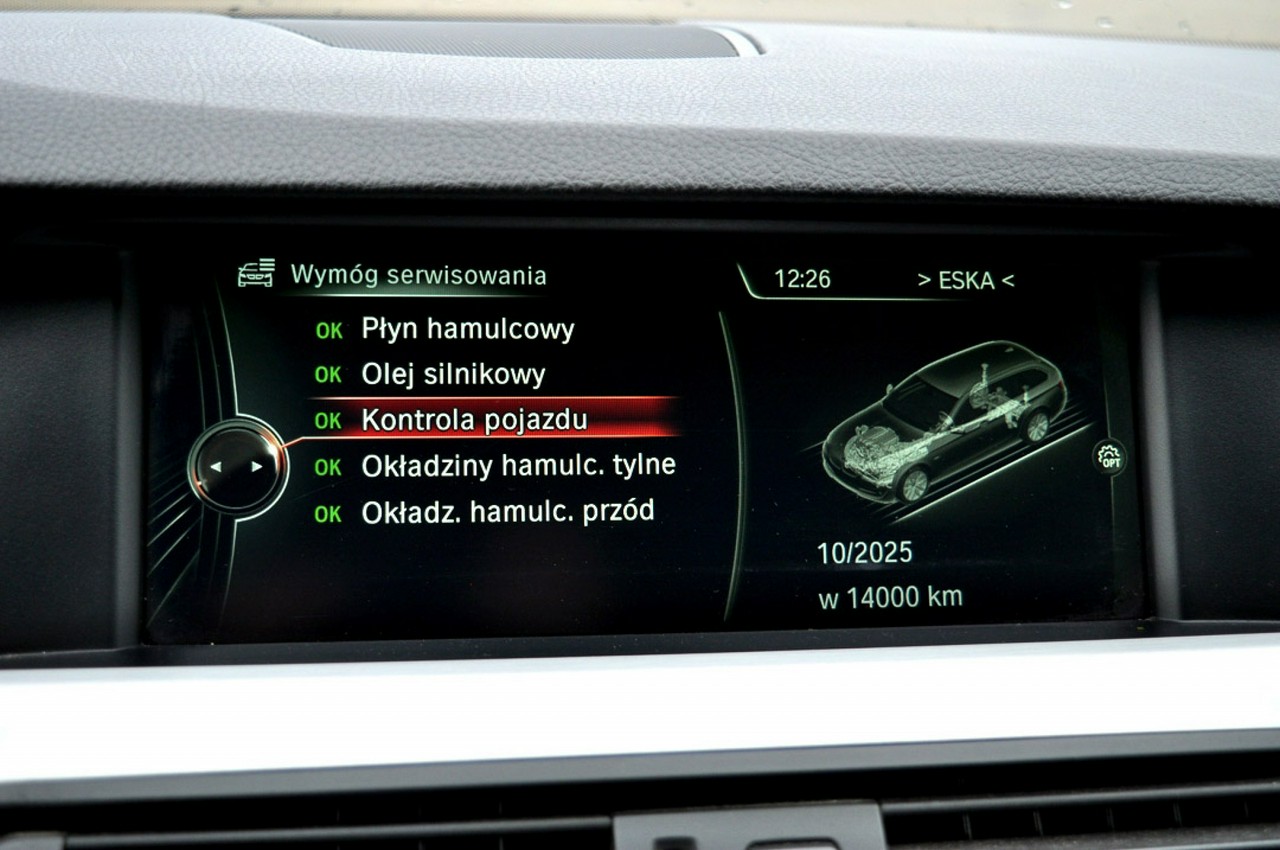 Wymóg serwisowania
12:26
> ESKA <
OK Płyn hamulcowy
OK Olej silnikowy
OK Kontrola pojazdu
OK Okładziny hamulc. tylne
OK Okładz. hamulc. przód
OPT
10/2025
w 14000 km